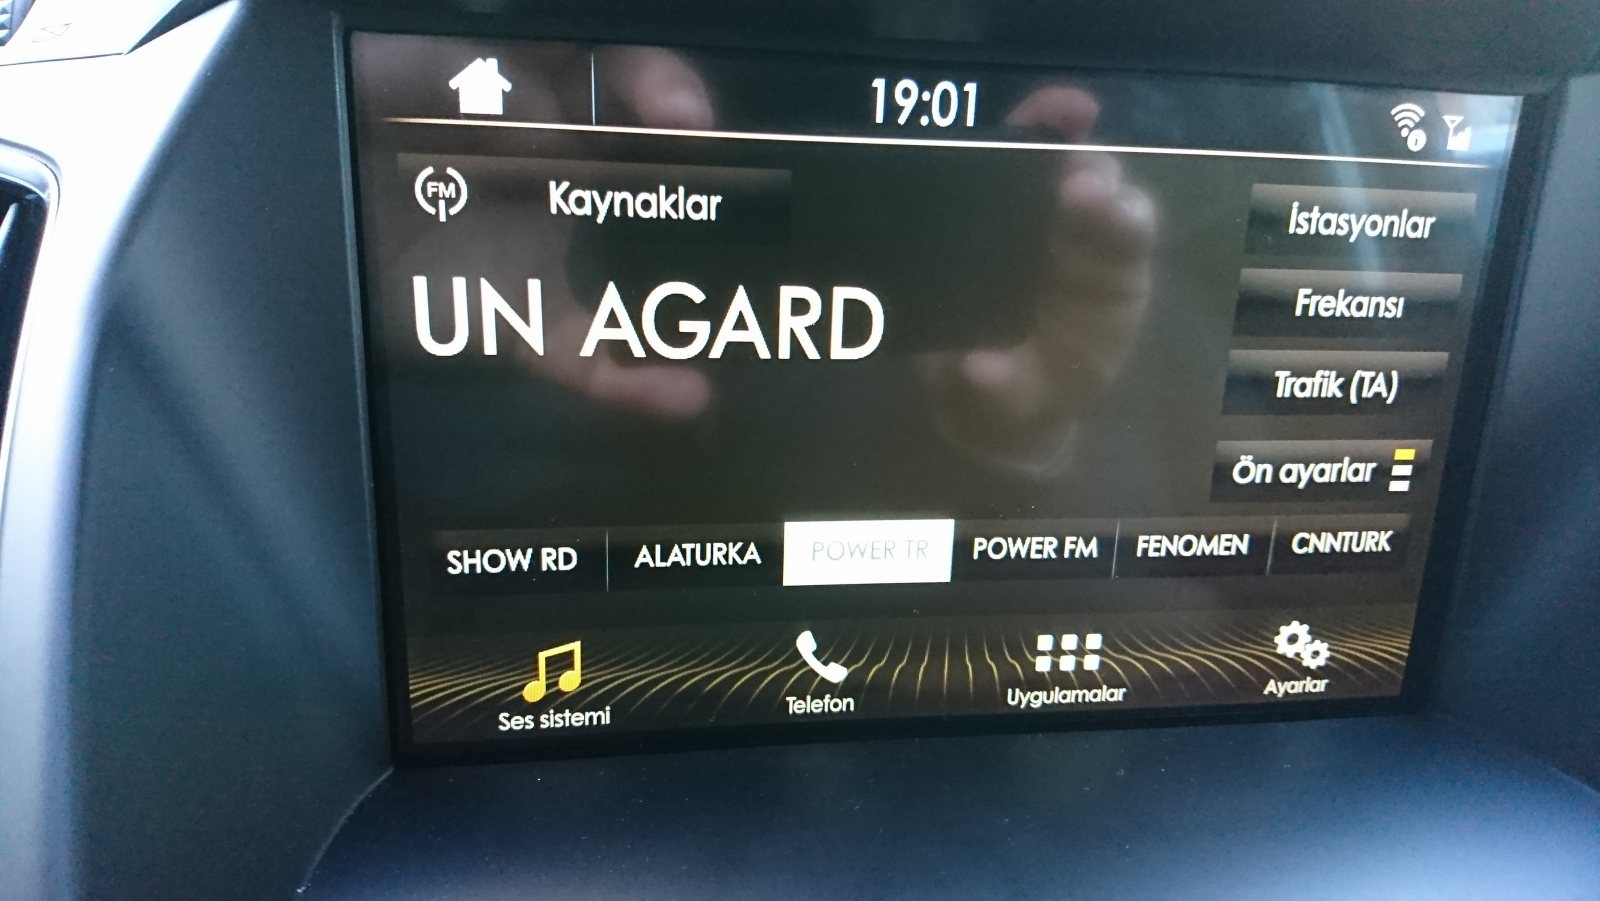 19:01
FM
Kaynaklar
İstasyonlar
UN AGARD
Frekansı
Trafik (TA)
Ön ayarlar
SHOW RD ALATURKA POWER TR POWER FM FENOMEN CNNTURK
Ses sistemi Telefon Uygulamalar Ayarlar